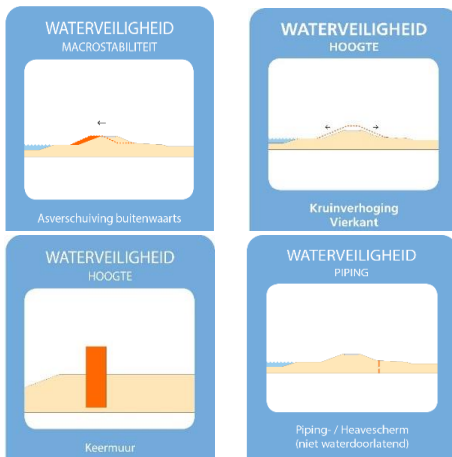 WATERVEILIGHEID
MACROSTABILITEIT
Asverschuiving buitenwaarts
WATERVEILIGHEID
HOOGTE
Kruinverhoging
Vierkant
WATERVEILIGHEID
HOOGTE
Keermuur
WATERVEILIGHEID
PIPING
Piping- / Heavescherm
(niet waterdoorlatend)